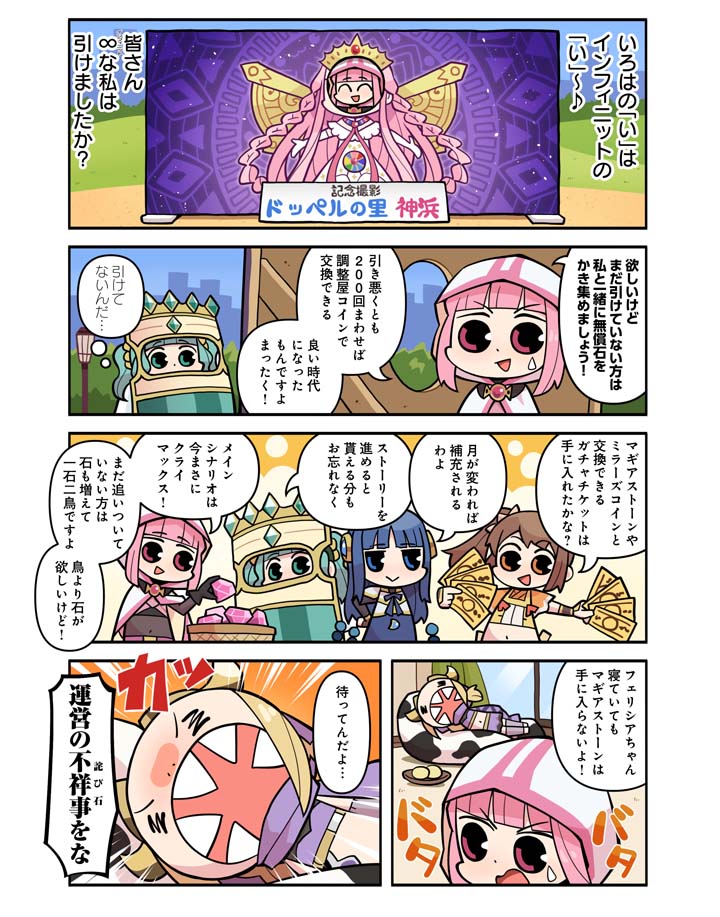 いろはの「い」は
インフィニットの
「い」～♪
皆さん
∞な私は
引けましたか？
記念撮影
ドッペルの里 神浜
欲しいけど
まだ引けていない方は
私と一緒に無償石を
かき集めましょう！
引き悪くとも
200回まわせば
調整屋コインで
交換できる
良い時代
になった
もんですよ
まったく！
引けて
ないんだ…
マギアストーンや
ミラーズコインと
交換できる
ガチャチケットは
手に入れたかな？
月が変われば
補充される
わよ
ストーリーを
進めると
貰える分も
お忘れなく
メイン
シナリオは
今まさに
クライ
マックス！
まだ追いついて
いない方は
石も増えて
一石二鳥ですよ
鳥より石が
欲しいけど！
フェリシアちゃん
寝ていても
マギアストーンは
手に入らないよ！
バタ
バタ
待ってんだよ…
カッ
運営の不祥事をな
詫び石